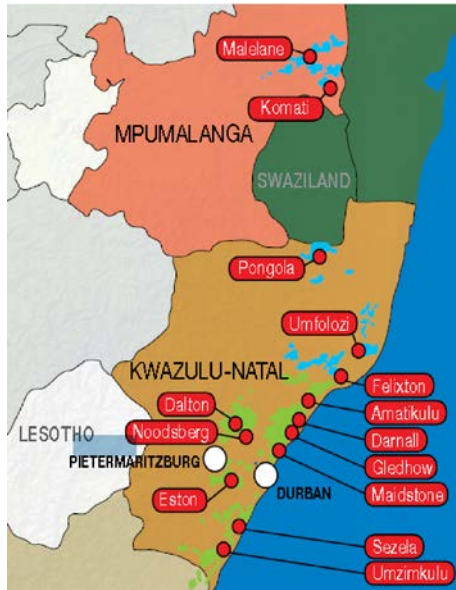 Malelane
Komati
MPUMALANGA
SWAZILAND
Pongola
Umfolozi
KWAZULU-NATAL
Felixton
Dalton
Amatikulu
LESOTHO
Noodsberg
Darnall
PIETERMARITZBURG
Gledhow
Eston
DURBAN
Maidstone
Sezela
Umzimkulu